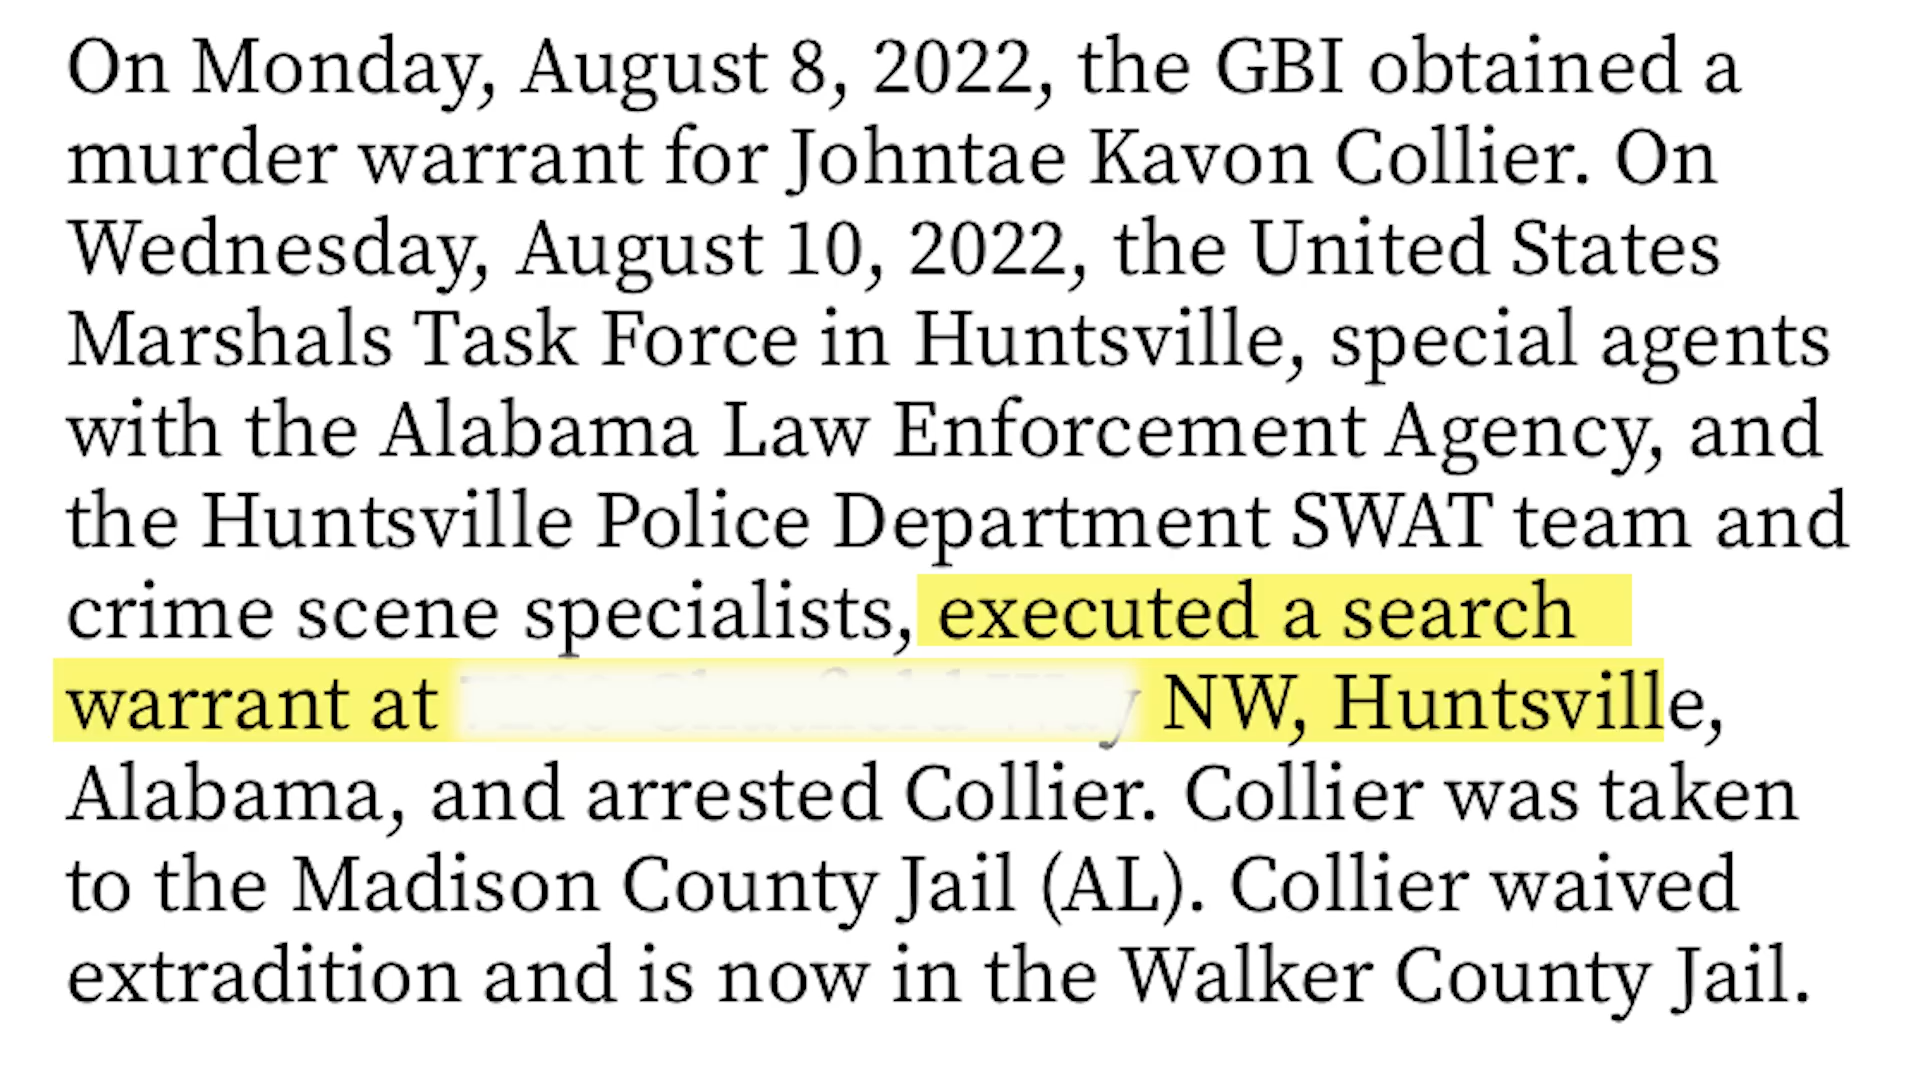 On Monday, August 8, 2022, the GBI obtained a
murder warrant for Johntae Kavon Collier. On
Wednesday, August 10, 2022, the United States
Marshals Task Force in Huntsville, special agents
with the Alabama Law Enforcement Agency, and
the Huntsville Police Department SWAT team and
crime scene specialists, executed a search
warrant at NW, Huntsville,
Alabama, and arrested Collier. Collier was taken
to the Madison County Jail (AL). Collier waived
extradition and is now in the Walker County Jail.